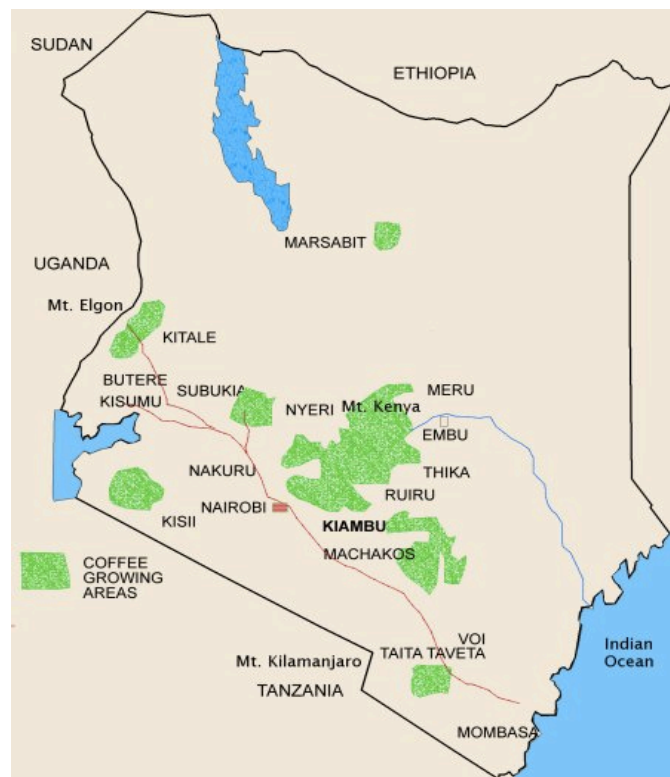 SUDAN
ETHIOPIA
MARSABIT
UGANDA
Mt. Elgon
KITALE
BUTERE
SUBUKIA
KISUMU
NYERI
Mt. Kenya
MERU
EMBU
NAKURU
THIKA
NAIROBI
RUIRU
KISII
KIAMBU
MACHAKOS
COFFEE
GROWING
AREAS
VOI
TAITA TAVETA
Indian
Ocean
Mt. Kilamanjaro
TANZANIA
MOMBASA